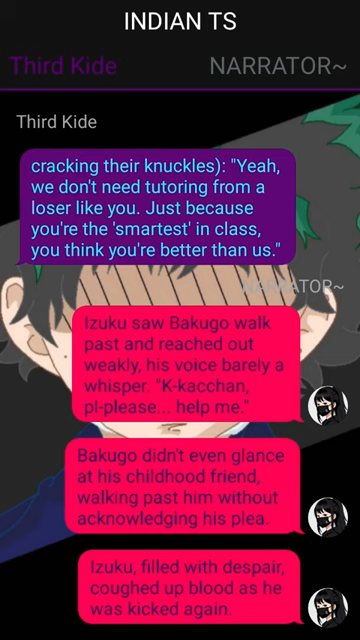 INDIAN TS
Third Kide NARRATOR~
Third Kide
cracking their knuckles): "Yeah,
we don't need tutoring from a
loser like you. Just because
you're the 'smartest' in class,
you think you're better than us."
NARRATOR~
Izuku saw Bakugo walk
past and reached out
weakly, his voice barely a
whisper. "K-kacchan,
pl-please... help me."
Bakugo didn't even glance
at his childhood friend,
walking past him without
acknowledging his plea.
Izuku, filled with despair,
coughed up blood as he
was kicked again.